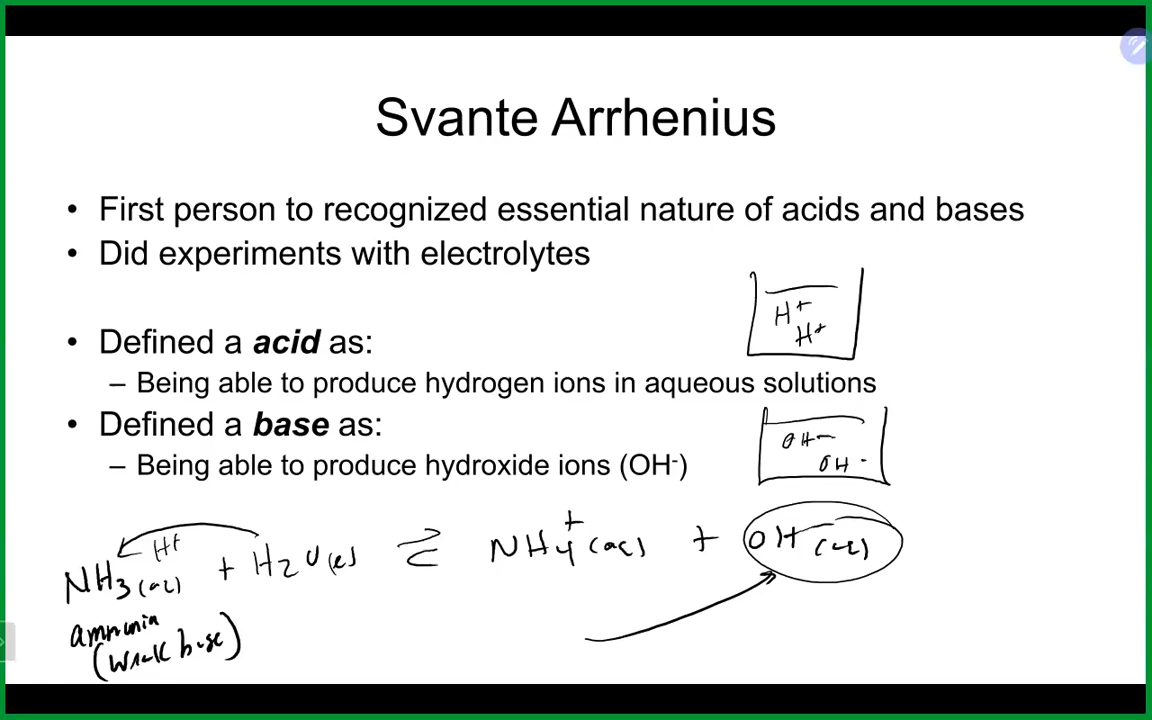 Svante Arrhenius
• First person to recognized essential nature of acids and bases
• Did experiments with electrolytes
H+
H+
• Defined a acid as:
– Being able to produce hydrogen ions in aqueous solutions
• Defined a base as:
OH-
OH-
– Being able to produce hydroxide ions (OH-)
H+
NH3(aq) + H2O(l) ⇌ NH4+(aq) + OH-(aq)
ammonia
(weak base)